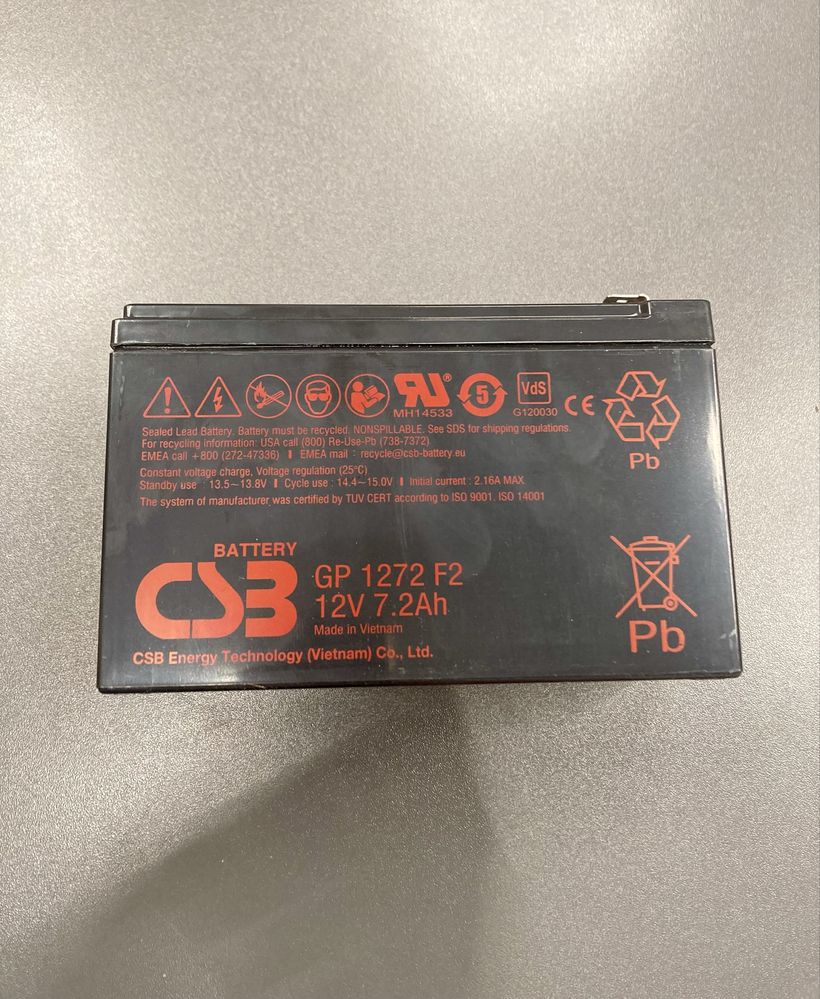 MH14533
5
VdS
G120030
CE
Pb
Sealed Lead Battery. Battery must be recycled. NONSPILLABLE. See SDS for shipping regulations.
For recycling information: USA call (800) Re-Use-Pb (738-7372).
EMEA call +800 (272-47336) | EMEA mail : recycle@csb-battery.eu
Constant voltage charge, Voltage regulation (25°C)
Standby use : 13.5~13.8V | Cycle use : 14.4~15.0V | Initial current : 2.16A MAX
The system of manufacturer was certified by TUV CERT according to ISO 9001. ISO 14001
BATTERY
CSB
GP 1272 F2
12V 7.2Ah
Made in Vietnam
CSB Energy Technology (Vietnam) Co., Ltd.
Pb